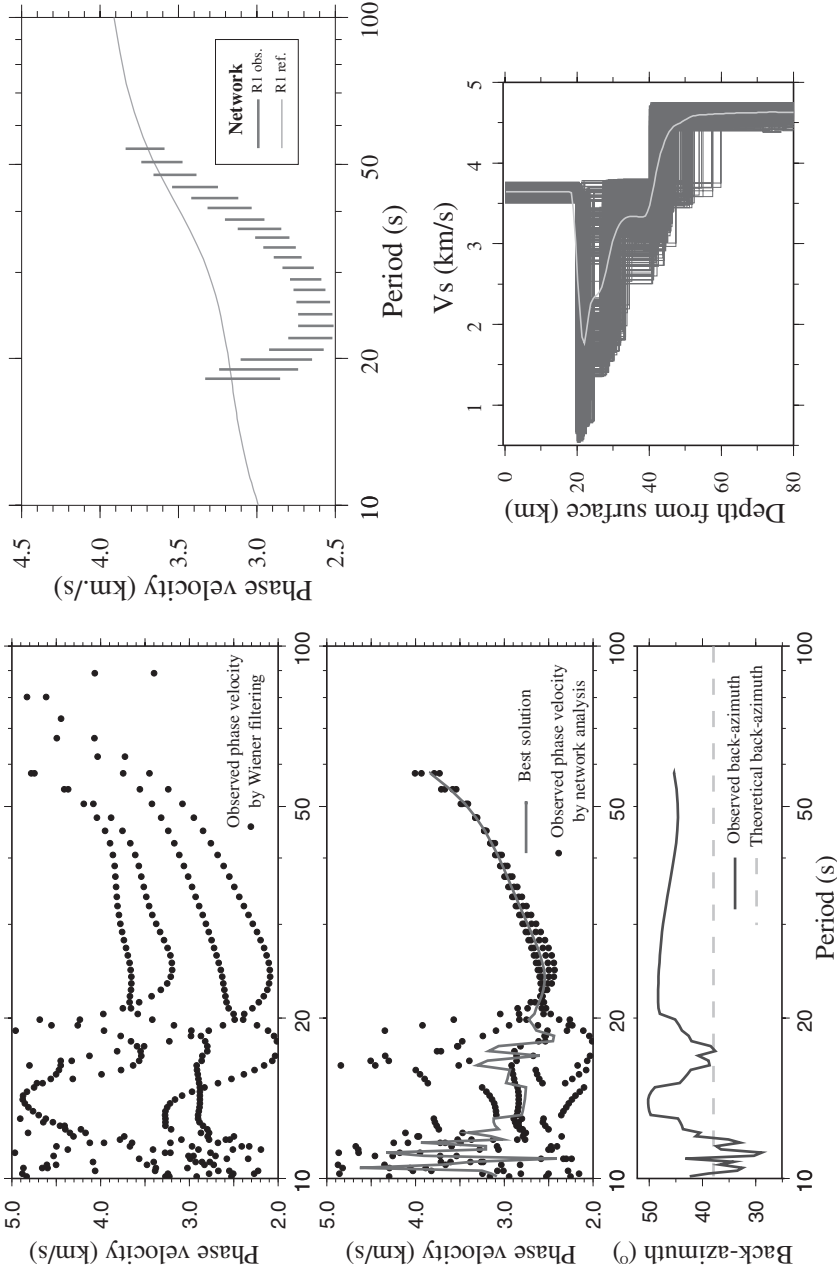 5.0
4.0
3.0
2.0
Phase velocity (km/s)
10
20
50
100
Observed phase velocity
by Wiener filtering
5.0
4.0
3.0
2.0
Phase velocity (km/s)
10
20
50
100
Best solution
Observed phase velocity
by network analysis
50
40
30
Back-azimuth (°)
10
20
50
100
Period (s)
Observed back-azimuth
Theoretical back-azimuth
4.5
4.0
3.5
3.0
2.5
Phase velocity (km./s)
10
20
50
100
Period (s)
Network
R1 obs.
R1 ref.
Vs (km/s)
1
2
3
4
5
0
20
40
60
80
Depth from surface (km)